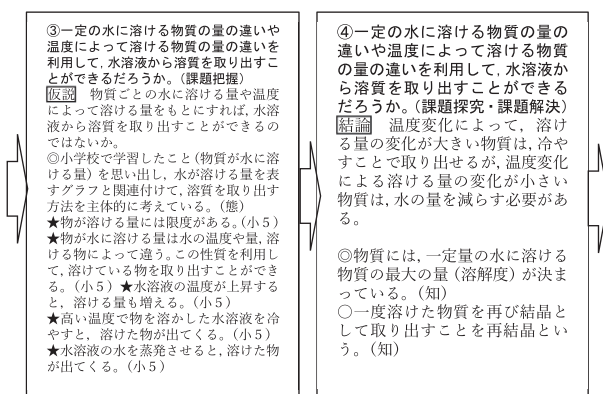 ③一定の水に溶ける物質の量の違いや
温度によって溶ける物質の量の違いを
利用して，水溶液から溶質を取り出すこ
とができるだろうか。（課題把握）
仮説　物質ごとの水に溶ける量や温度
によって溶ける量をもとにすれば，水溶
液から溶質を取り出すことができるの
ではないか。
◎小学校で学習したこと（物質が水に溶
ける量）を思い出し，水が溶ける量を表
すグラフと関連付けて，溶質を取り出す
方法を主体的に考えている。（態）
★物が溶ける量には限度がある。（小５）
★物が水に溶ける量は水の温度や量，溶
ける物によって違う。この性質を利用し
て，溶けている物を取り出すことができ
る。（小５）★水溶液の温度が上昇する
と，溶ける量も増える。（小５）
★高い温度で物を溶かした水溶液を冷
やすと，溶けた物が出てくる。（小５）
★水溶液の水を蒸発させると，溶けた物
が出てくる。（小５）
④一定の水に溶ける物質の量の
違いや温度によって溶ける物質
の量の違いを利用して，水溶液か
ら溶質を取り出すことができる
だろうか。（課題探究・課題解決）
結論　温度変化によって，溶け
る量の変化が大きい物質は，冷や
すことで取り出せるが，温度変化
による溶ける量の変化が小さい
物質は，水の量を減らす必要があ
る。
◎物質には，一定量の水に溶ける
物質の最大の量（溶解度）が決ま
っている。（知）
○一度溶けた物質を再び結晶と
して取り出すことを再結晶とい
う。（知）